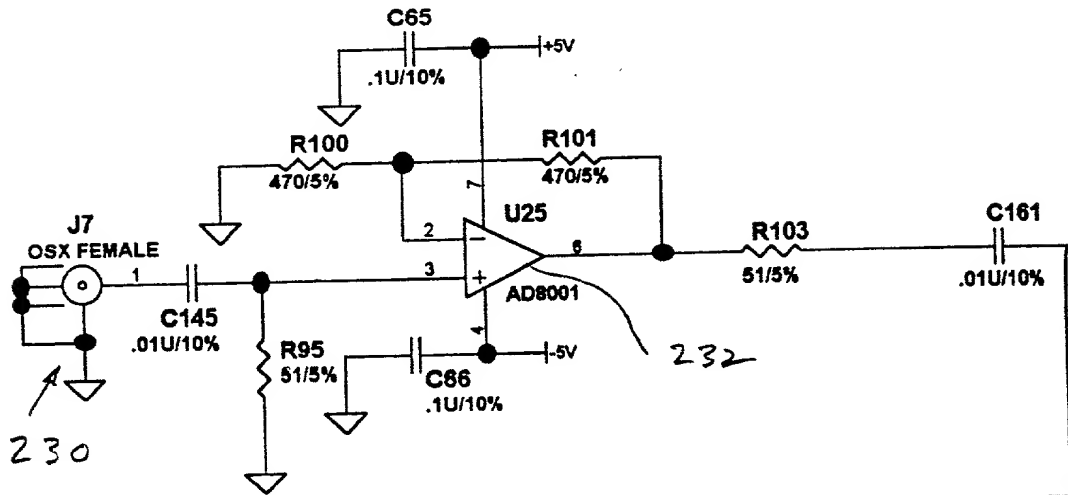 C65
.1U/10%
+5V
R100
470/5%
R101
470/5%
7
U25
J7
OSX FEMALE
1
2
-
3
+
6
AD8001
R103
51/5%
C161
.01U/10%
C145
.01U/10%
R95
51/5%
4
-5V
C66
.1U/10%
232
230